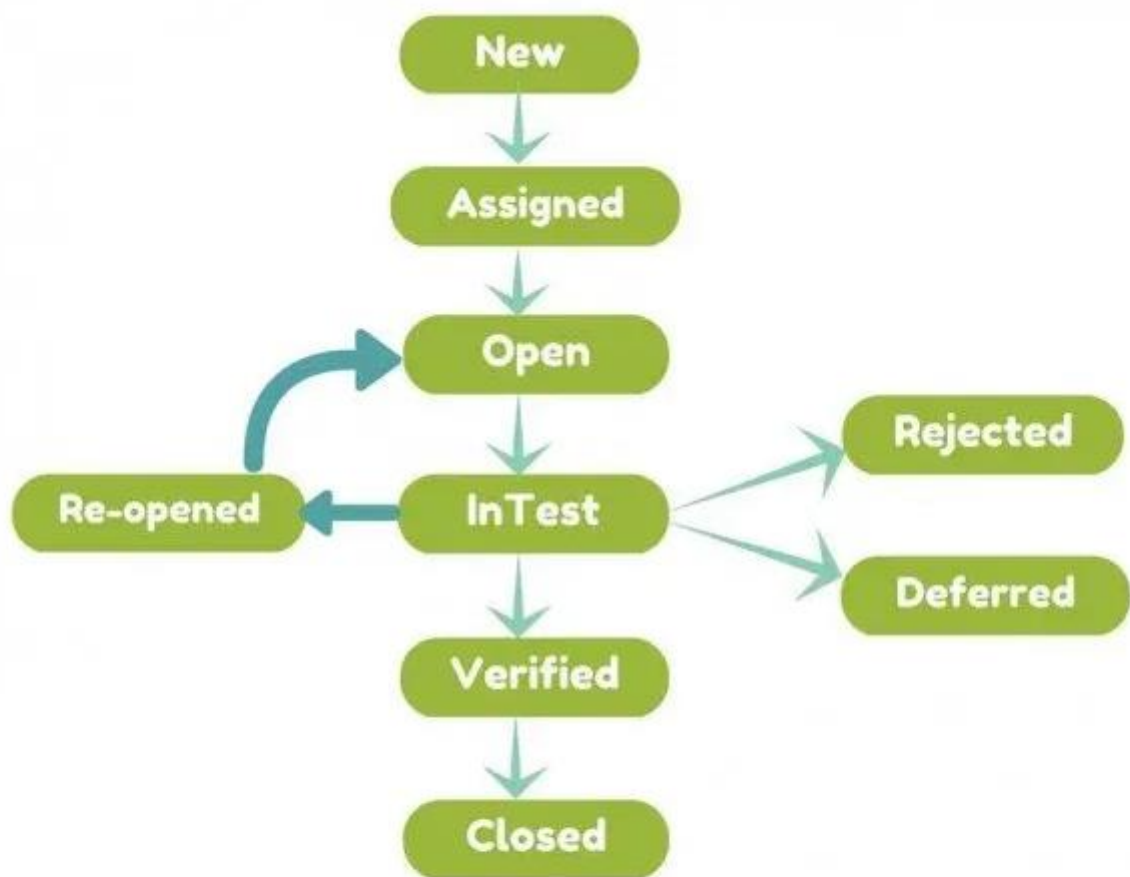 New
Assigned
Open
Rejected
Re-opened
InTest
Deferred
Verified
Closed